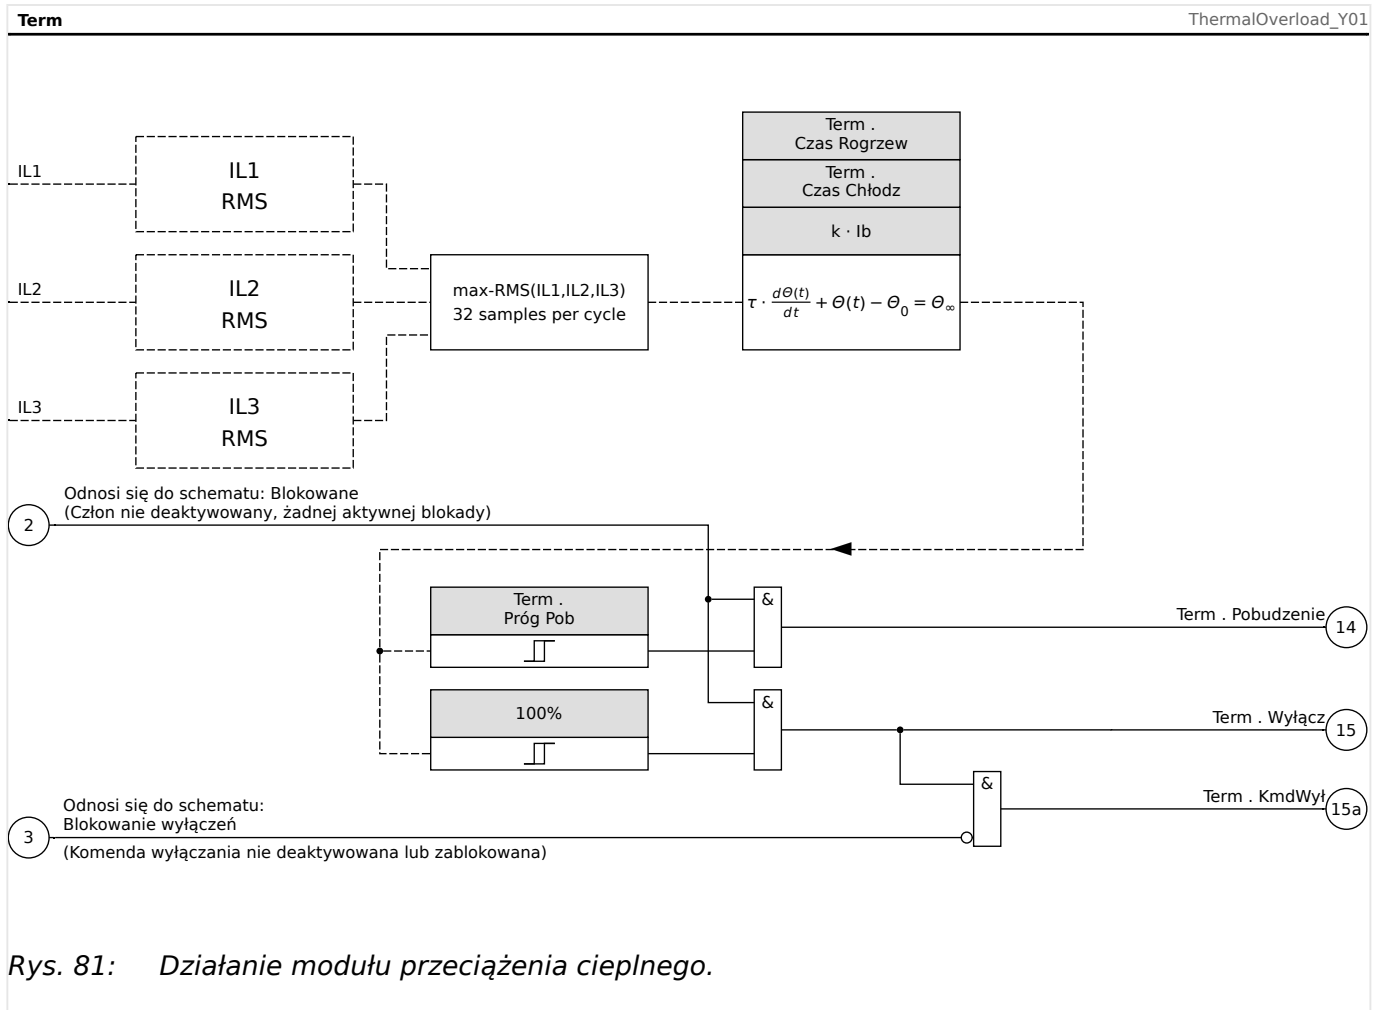 Term
ThermalOverload_Y01
Term .
Czas Rogrzew
Term .
Czas Chłodz
k · Ib
τ · dΘ(t)/dt + Θ(t) − Θ₀ = Θ∞
IL1
IL1
RMS
IL2
IL2
RMS
IL3
IL3
RMS
max-RMS(IL1,IL2,IL3)
32 samples per cycle
2
Odnosi się do schematu: Blokowane
(Człon nie deaktywowany, żadnej aktywnej blokady)
Term .
Próg Pob
&
Term . Pobudzenie
14
100%
&
Term . Wyłącz
15
&
Term . KmdWył
15a
3
Odnosi się do schematu:
Blokowanie wyłączeń
(Komenda wyłączania nie deaktywowana lub zablokowana)
Rys. 81: Działanie modułu przeciążenia cieplnego.